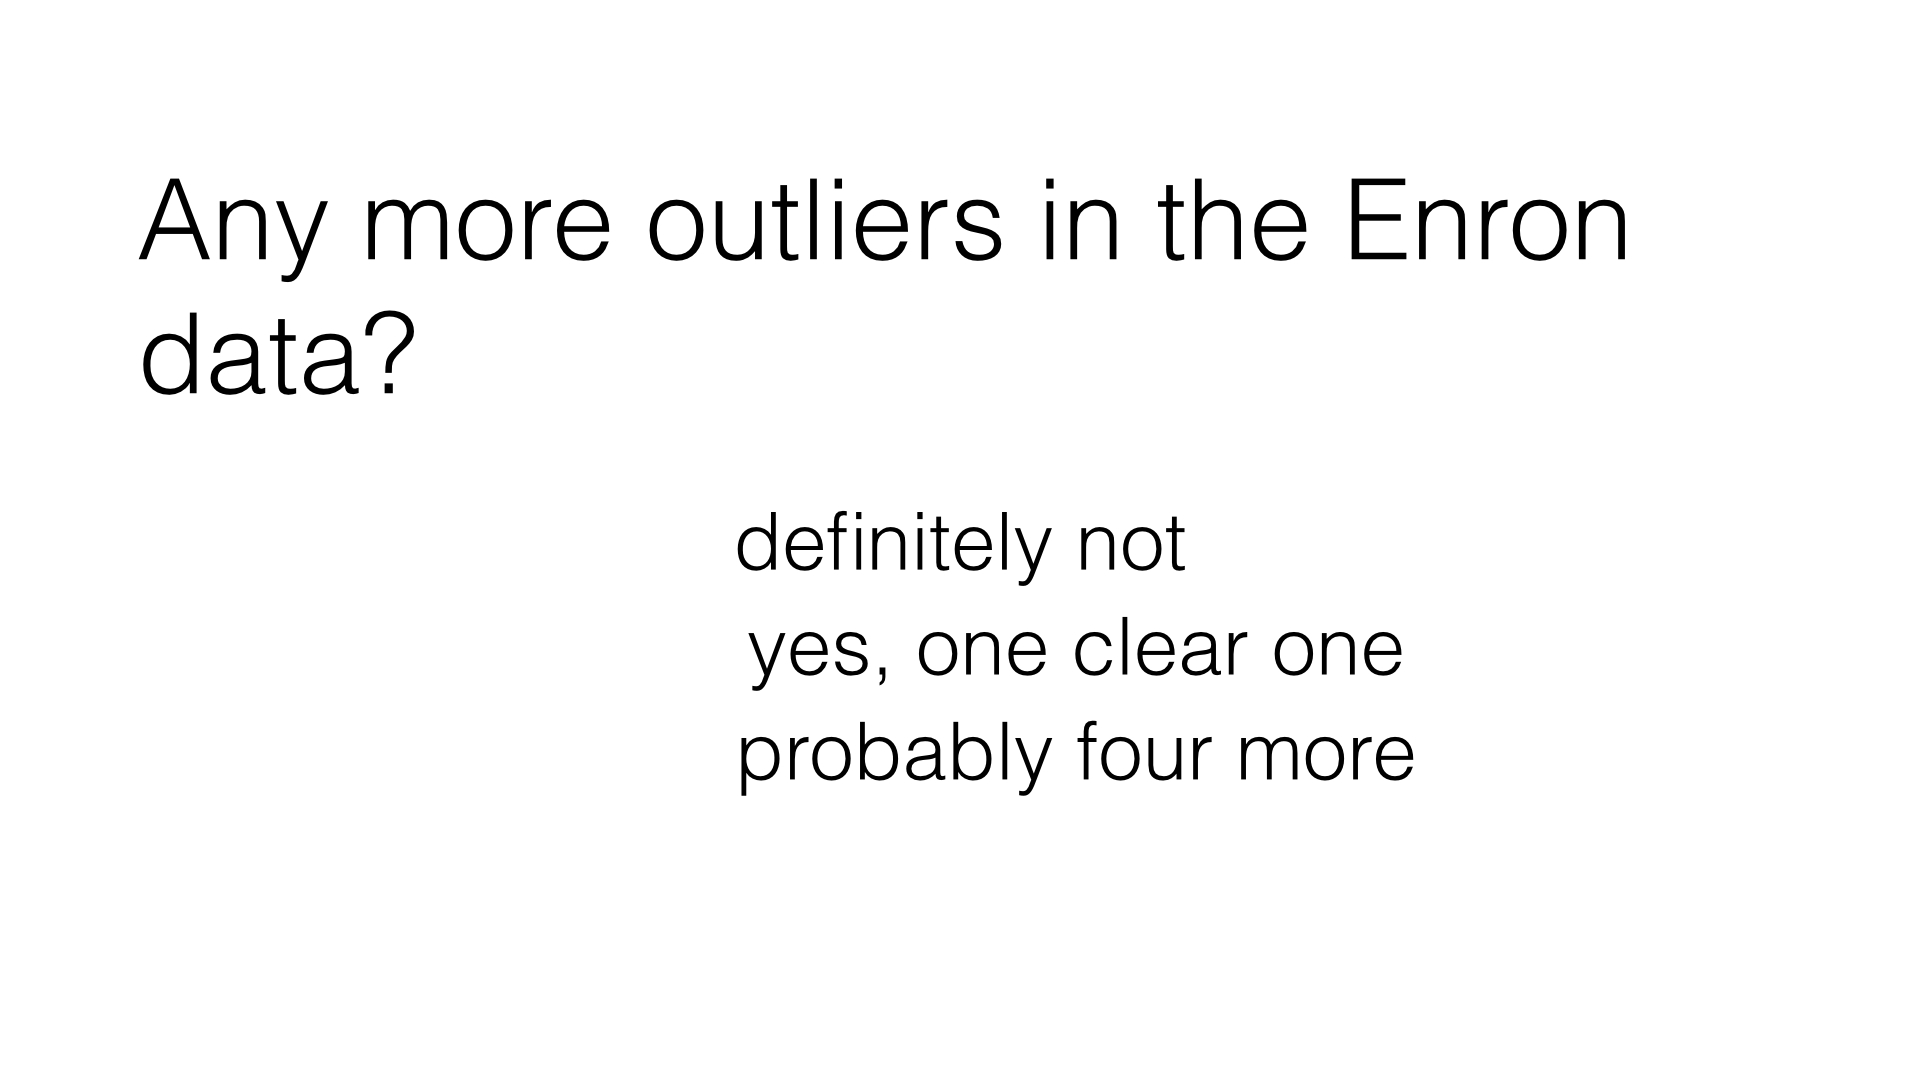 Any more outliers in the Enron
data?
definitely not
yes, one clear one
probably four more